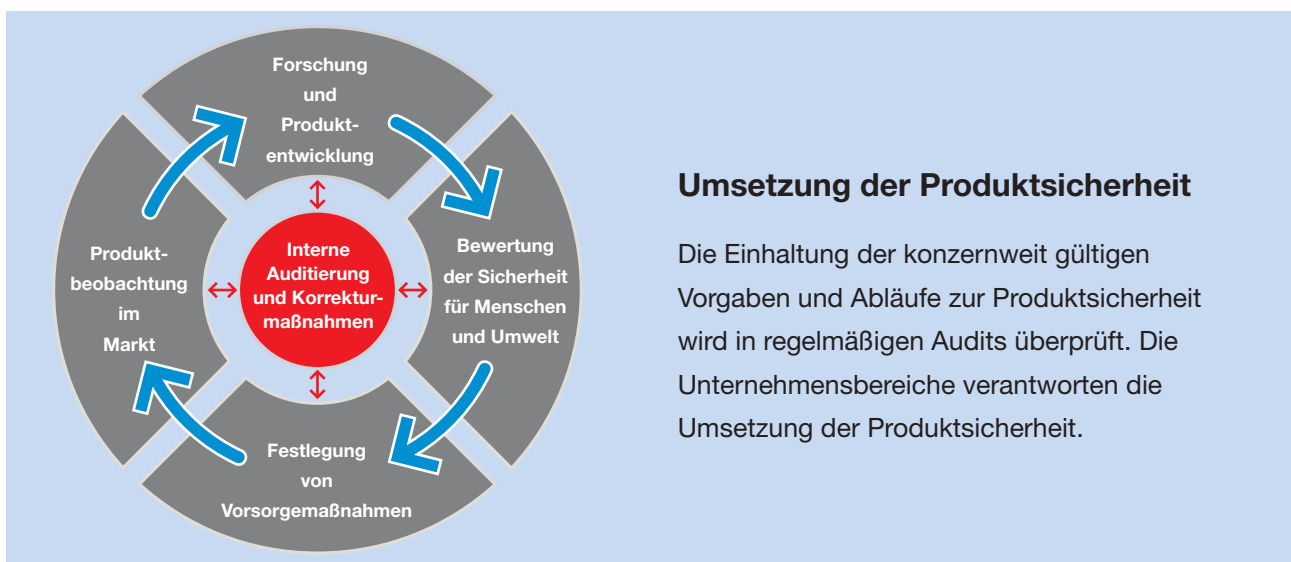 Forschung
und
Produkt-
entwicklung
Bewertung
der Sicherheit
für Menschen
und Umwelt
Festlegung
von
Vorsorgemaßnahmen
Produkt-
beobachtung
im
Markt
Interne
Auditierung
und Korrektur-
maßnahmen
Umsetzung der Produktsicherheit
Die Einhaltung der konzernweit gültigen
Vorgaben und Abläufe zur Produktsicherheit
wird in regelmäßigen Audits überprüft. Die
Unternehmensbereiche verantworten die
Umsetzung der Produktsicherheit.